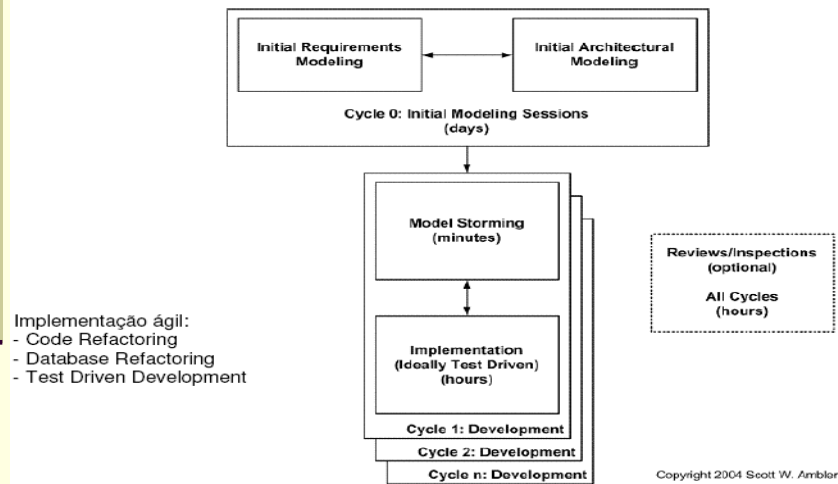 Initial Requirements
Modeling
Initial Architectural
Modeling
Cycle 0: Initial Modeling Sessions
(days)
Model Storming
(minutes)
Reviews/Inspections
(optional)
All Cycles
(hours)
Implementação ágil:
- Code Refactoring
- Database Refactoring
- Test Driven Development
Implementation
(Ideally Test Driven)
(hours)
Cycle 1: Development
Cycle 2: Development
Cycle n: Development
Copyright 2004 Scott W. Ambler